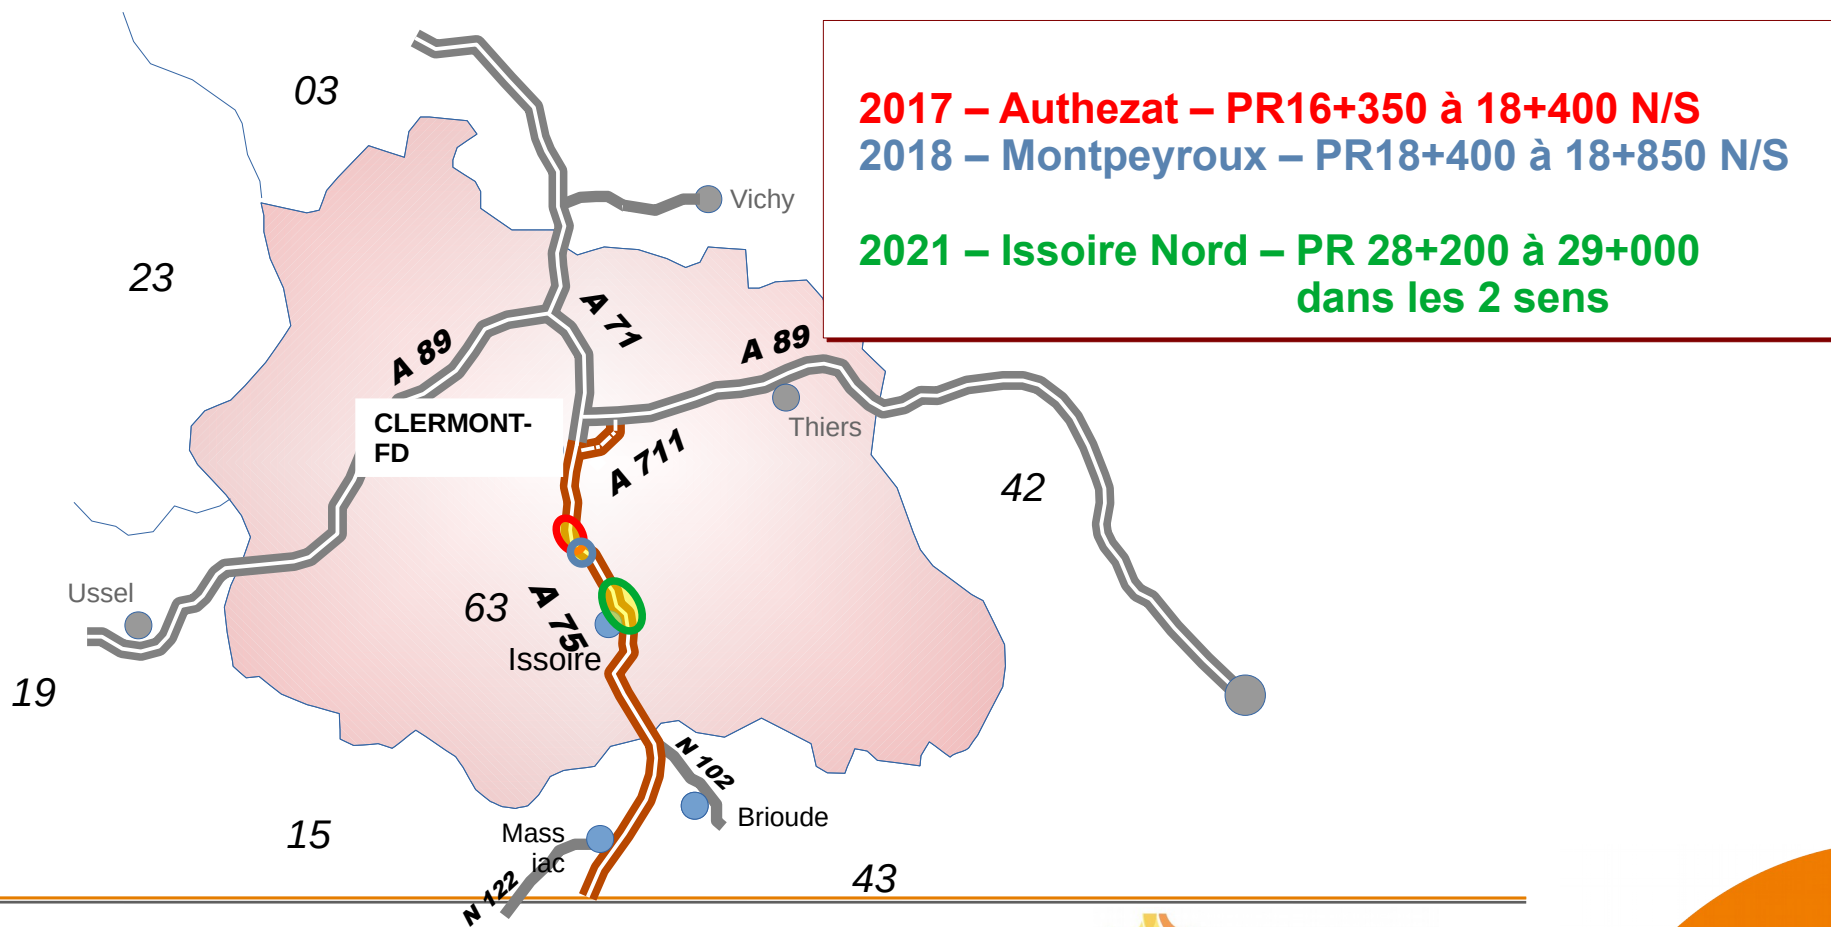 03
2017 – Authezat – PR16+350 à 18+400 N/S
2018 – Montpeyroux – PR18+400 à 18+850 N/S
Vichy
2021 – Issoire Nord – PR 28+200 à 29+000
dans les 2 sens
23
A 71
A 89
A 89
CLERMONT-
FD
Thiers
A 711
42
Ussel
63
A 75
Issoire
19
N 102
15
Mass
iac
Brioude
43
N 122